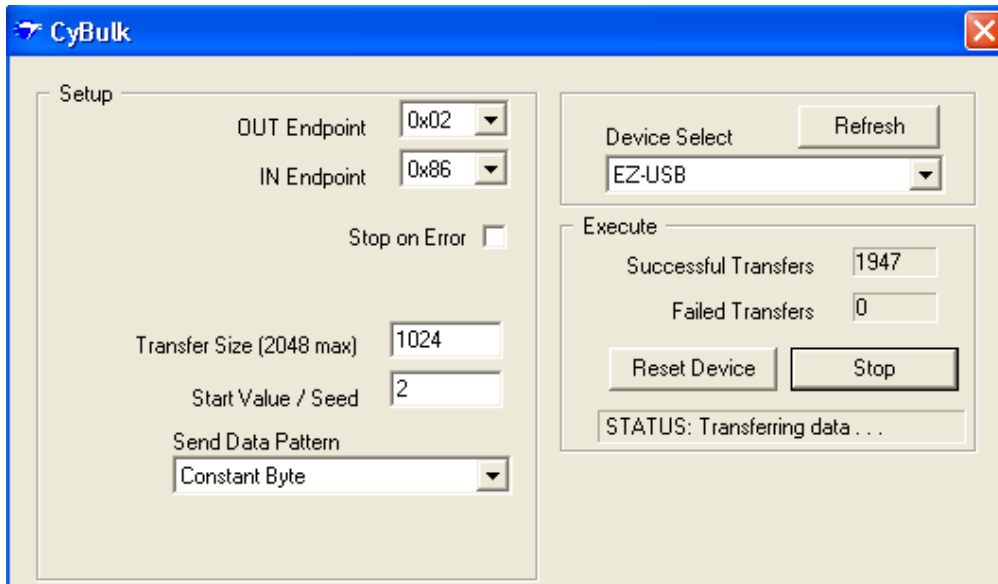 CyBulk
Setup
OUT Endpoint 0x02
IN Endpoint 0x86
Stop on Error
Transfer Size (2048 max) 1024
Start Value / Seed 2
Send Data Pattern
Constant Byte
Device Select Refresh
EZ-USB
Execute
Successful Transfers 1947
Failed Transfers 0
Reset Device Stop
STATUS: Transferring data . . .